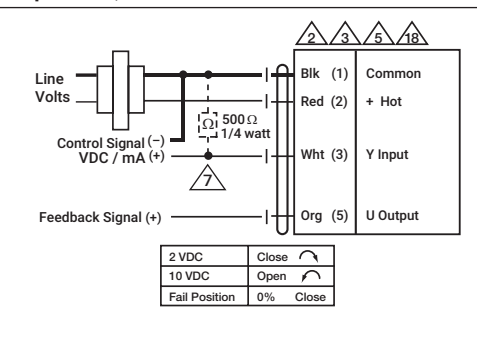 2 3 5 18
Line
Volts
Blk (1) Common
Red (2) + Hot
Ω 500 Ω
1/4 watt
Control Signal (−)
VDC / mA (+)
Wht (3) Y Input
7
Feedback Signal (+)
Org (5) U Output
2 VDC Close
10 VDC Open
Fail Position 0% Close